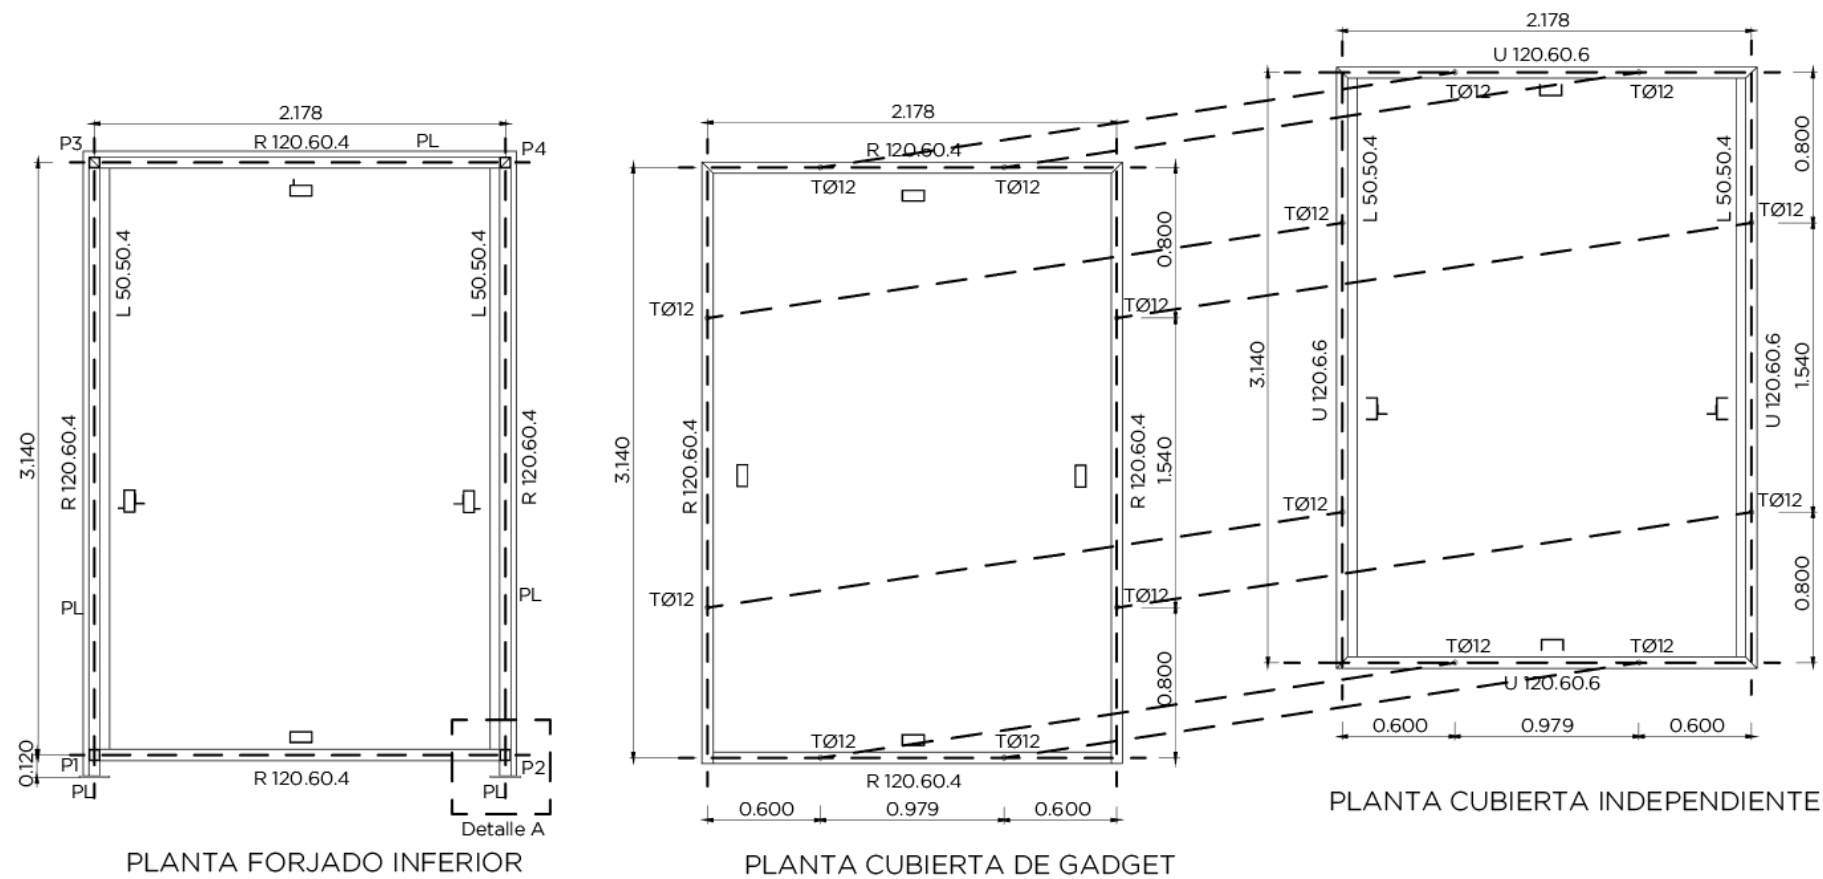 2.178
P3
R 120.60.4
PL
P4
L 50.50.4
L 50.50.4
3.140
R 120.60.4
R 120.60.4
PL
PL
0.120
P1
R 120.60.4
P2
PL
PL
Detalle A
PLANTA FORJADO INFERIOR
2.178
R 120.60.4
TØ12
TØ12
0.800
TØ12
TØ12
3.140
R 120.60.4
R 120.60.4
1.540
TØ12
TØ12
0.800
TØ12
TØ12
R 120.60.4
0.600
0.979
0.600
PLANTA CUBIERTA DE GADGET
2.178
U 120.60.6
TØ12
TØ12
L 50.50.4
L 50.50.4
0.800
TØ12
TØ12
3.140
U 120.6.6
U 120.60.6
1.540
TØ12
TØ12
0.800
TØ12
TØ12
U 120.60.6
0.600
0.979
0.600
PLANTA CUBIERTA INDEPENDIENTE